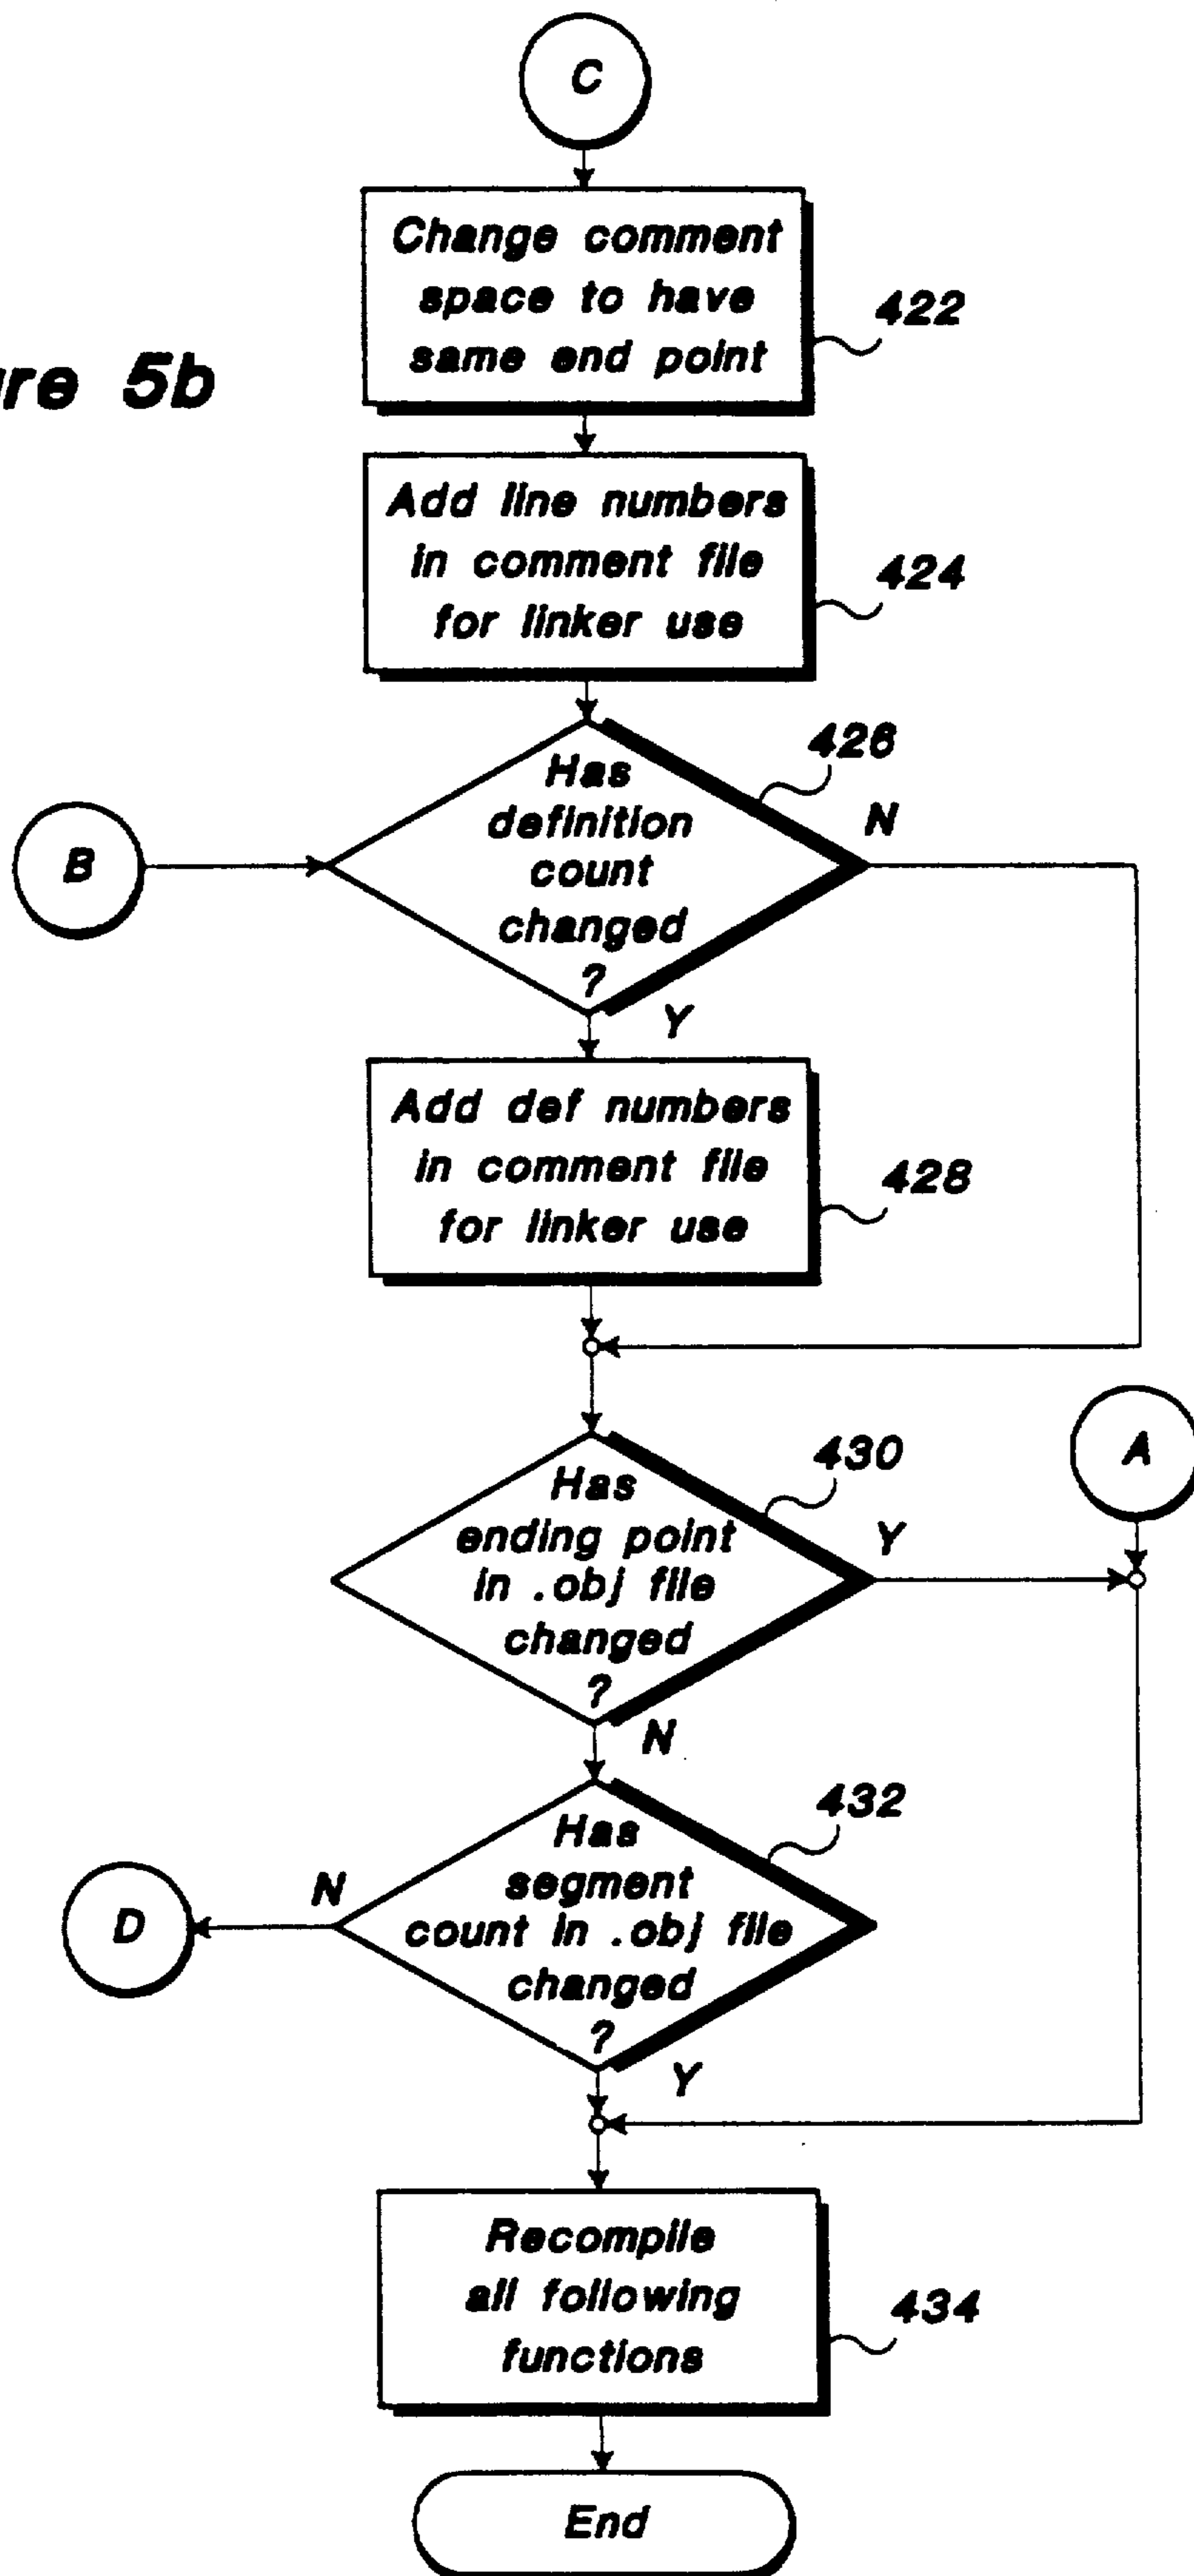 C
Change comment
space to have
same end point
422
5b
Add line numbers
in comment file
for linker use
424
426
Has
definition
count
changed
?
N
B
Y
Add def numbers
in comment file
for linker use
428
430
A
Has
ending point
in .obj file
changed
?
Y
N
432
Has
segment
count in .obj file
changed
?
N
D
Y
Recompile
all following
functions
434
End